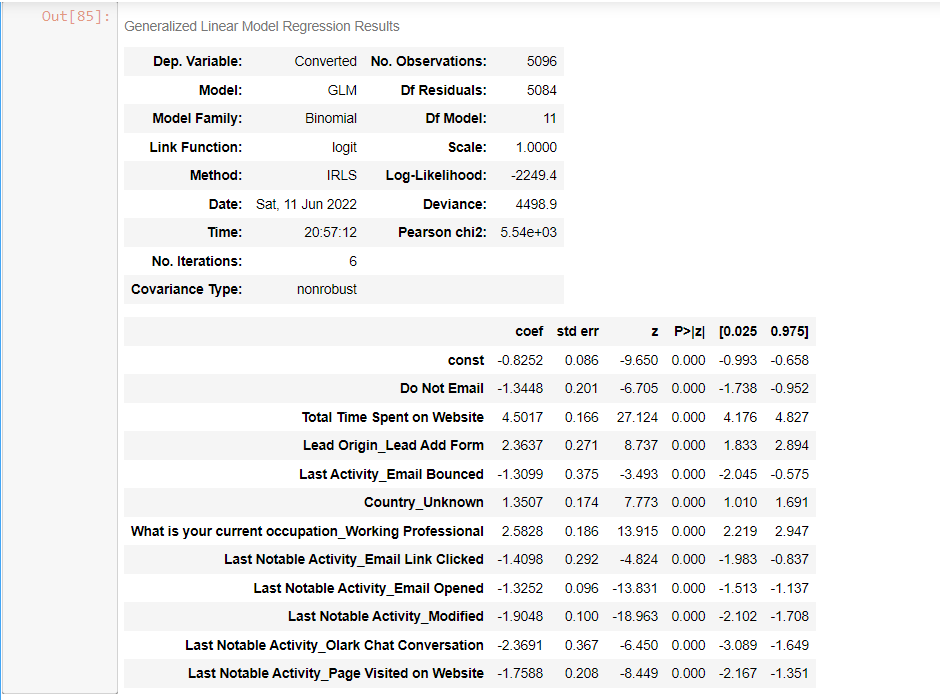 Out[85]:
Generalized Linear Model Regression Results
Dep. Variable: Converted No. Observations: 5096
Model: GLM Df Residuals: 5084
Model Family: Binomial Df Model: 11
Link Function: logit Scale: 1.0000
Method: IRLS Log-Likelihood: -2249.4
Date: Sat, 11 Jun 2022 Deviance: 4498.9
Time: 20:57:12 Pearson chi2: 5.54e+03
No. Iterations: 6
Covariance Type: nonrobust
coef std err z P>|z| [0.025 0.975]
const -0.8252 0.086 -9.650 0.000 -0.993 -0.658
Do Not Email -1.3448 0.201 -6.705 0.000 -1.738 -0.952
Total Time Spent on Website 4.5017 0.166 27.124 0.000 4.176 4.827
Lead Origin_Lead Add Form 2.3637 0.271 8.737 0.000 1.833 2.894
Last Activity_Email Bounced -1.3099 0.375 -3.493 0.000 -2.045 -0.575
Country_Unknown 1.3507 0.174 7.773 0.000 1.010 1.691
What is your current occupation_Working Professional 2.5828 0.186 13.915 0.000 2.219 2.947
Last Notable Activity_Email Link Clicked -1.4098 0.292 -4.824 0.000 -1.983 -0.837
Last Notable Activity_Email Opened -1.3252 0.096 -13.831 0.000 -1.513 -1.137
Last Notable Activity_Modified -1.9048 0.100 -18.963 0.000 -2.102 -1.708
Last Notable Activity_Olark Chat Conversation -2.3691 0.367 -6.450 0.000 -3.089 -1.649
Last Notable Activity_Page Visited on Website -1.7588 0.208 -8.449 0.000 -2.167 -1.351